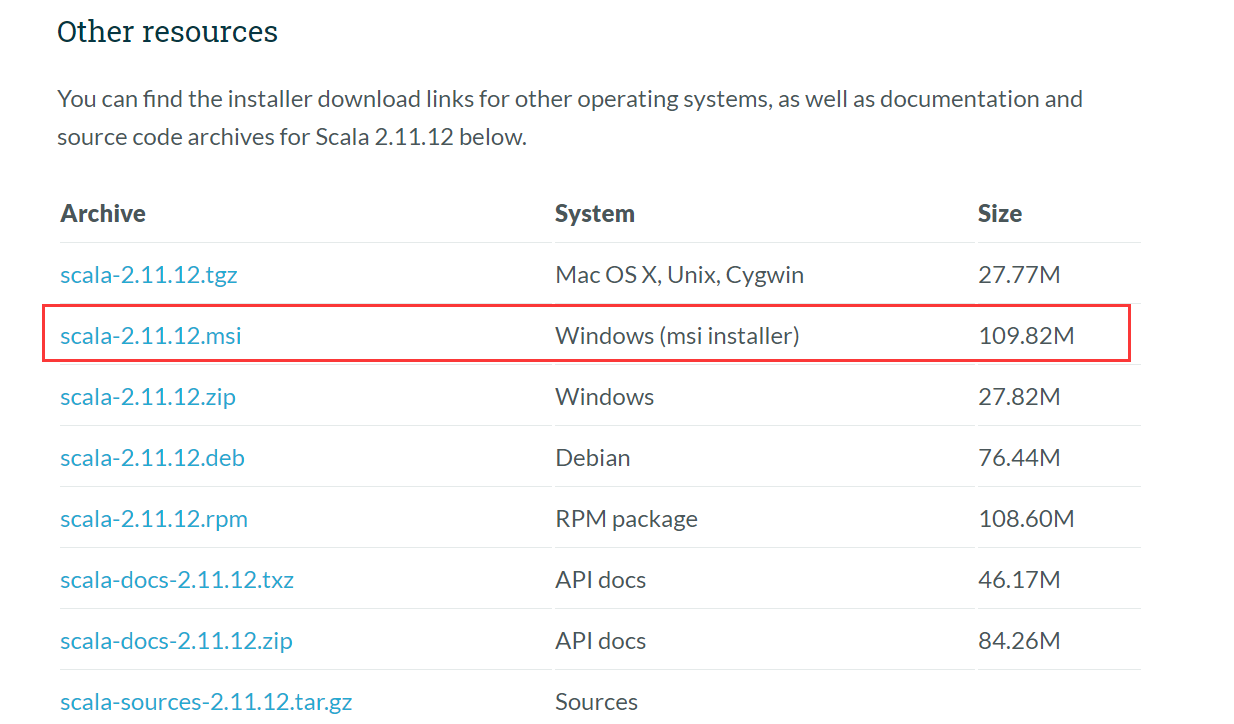 Other resources
You can find the installer download links for other operating systems, as well as documentation and
source code archives for Scala 2.11.12 below.
Archive System Size
scala-2.11.12.tgz Mac OS X, Unix, Cygwin 27.77M
scala-2.11.12.msi Windows (msi installer) 109.82M
scala-2.11.12.zip Windows 27.82M
scala-2.11.12.deb Debian 76.44M
scala-2.11.12.rpm RPM package 108.60M
scala-docs-2.11.12.txz API docs 46.17M
scala-docs-2.11.12.zip API docs 84.26M
scala-sources-2.11.12.tar.gz Sources